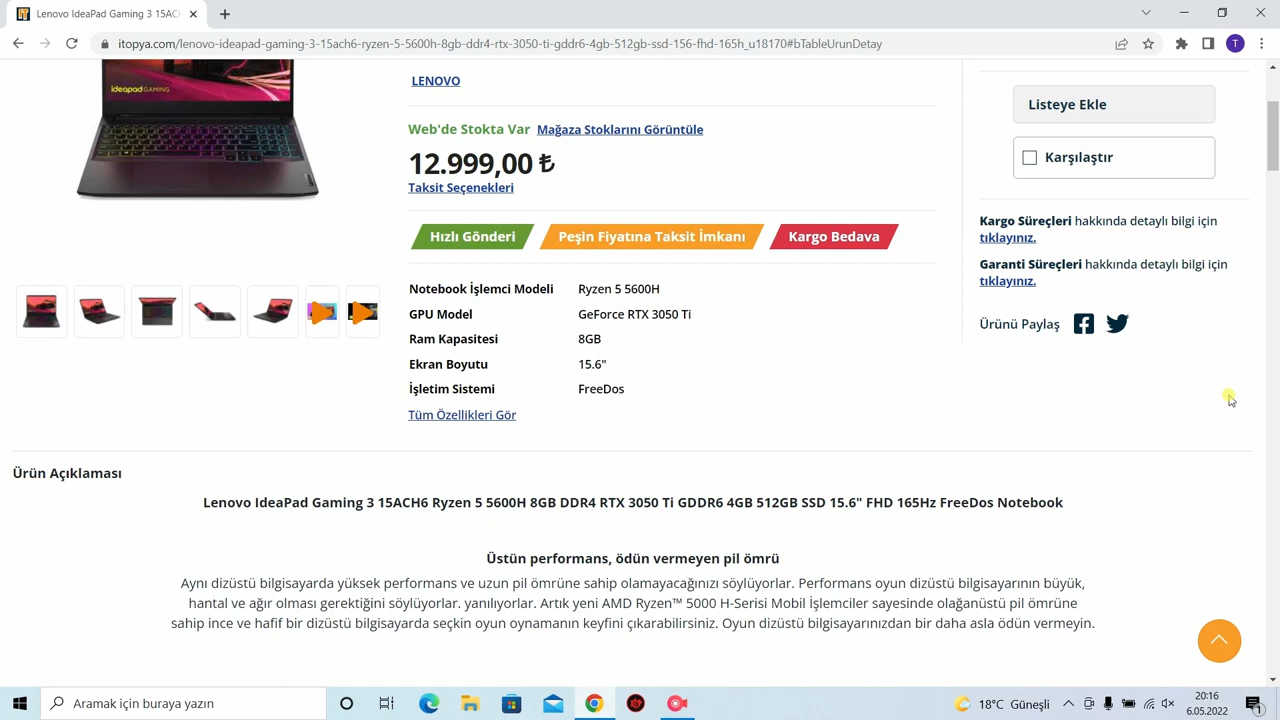 Lenovo IdeaPad Gaming 3 15ACH
itopya.com/lenovo-ideapad-gaming-3-15ach6-ryzen-5-5600h-8gb-ddr4-rtx-3050-ti-gddr6-4gb-512gb-ssd-156-fhd-165h_u18170#bTableUrunDetay
T
ideapad GAMING
LENOVO
Web'de Stokta Var Mağaza Stoklarını Görüntüle
12.999,00 ₺
Taksit Seçenekleri
Hızlı Gönderi
Peşin Fiyatına Taksit İmkanı
Kargo Bedava
Notebook İşlemci Modeli Ryzen 5 5600H
GPU Model GeForce RTX 3050 Ti
Ram Kapasitesi 8GB
Ekran Boyutu 15.6"
İşletim Sistemi FreeDos
Tüm Özellikleri Gör
Listeye Ekle
Karşılaştır
Kargo Süreçleri hakkında detaylı bilgi için
tıklayınız.
Garanti Süreçleri hakkında detaylı bilgi için
tıklayınız.
Ürünü Paylaş
Ürün Açıklaması
Lenovo IdeaPad Gaming 3 15ACH6 Ryzen 5 5600H 8GB DDR4 RTX 3050 Ti GDDR6 4GB 512GB SSD 15.6" FHD 165Hz FreeDos Notebook
Üstün performans, ödün vermeyen pil ömrü
Aynı dizüstü bilgisayarda yüksek performans ve uzun pil ömrüne sahip olamayacağınızı söylüyorlar. Performans oyun dizüstü bilgisayarının büyük,
hantal ve ağır olması gerektiğini söylüyorlar. yanılıyorlar. Artık yeni AMD Ryzen™ 5000 H-Serisi Mobil İşlemciler sayesinde olağanüstü pil ömrüne
sahip ince ve hafif bir dizüstü bilgisayarda seçkin oyun oynamanın keyfini çıkarabilirsiniz. Oyun dizüstü bilgisayarınızdan bir daha asla ödün vermeyin.
Aramak için buraya yazın
18°C Güneşli
20:16
6.05.2022
1